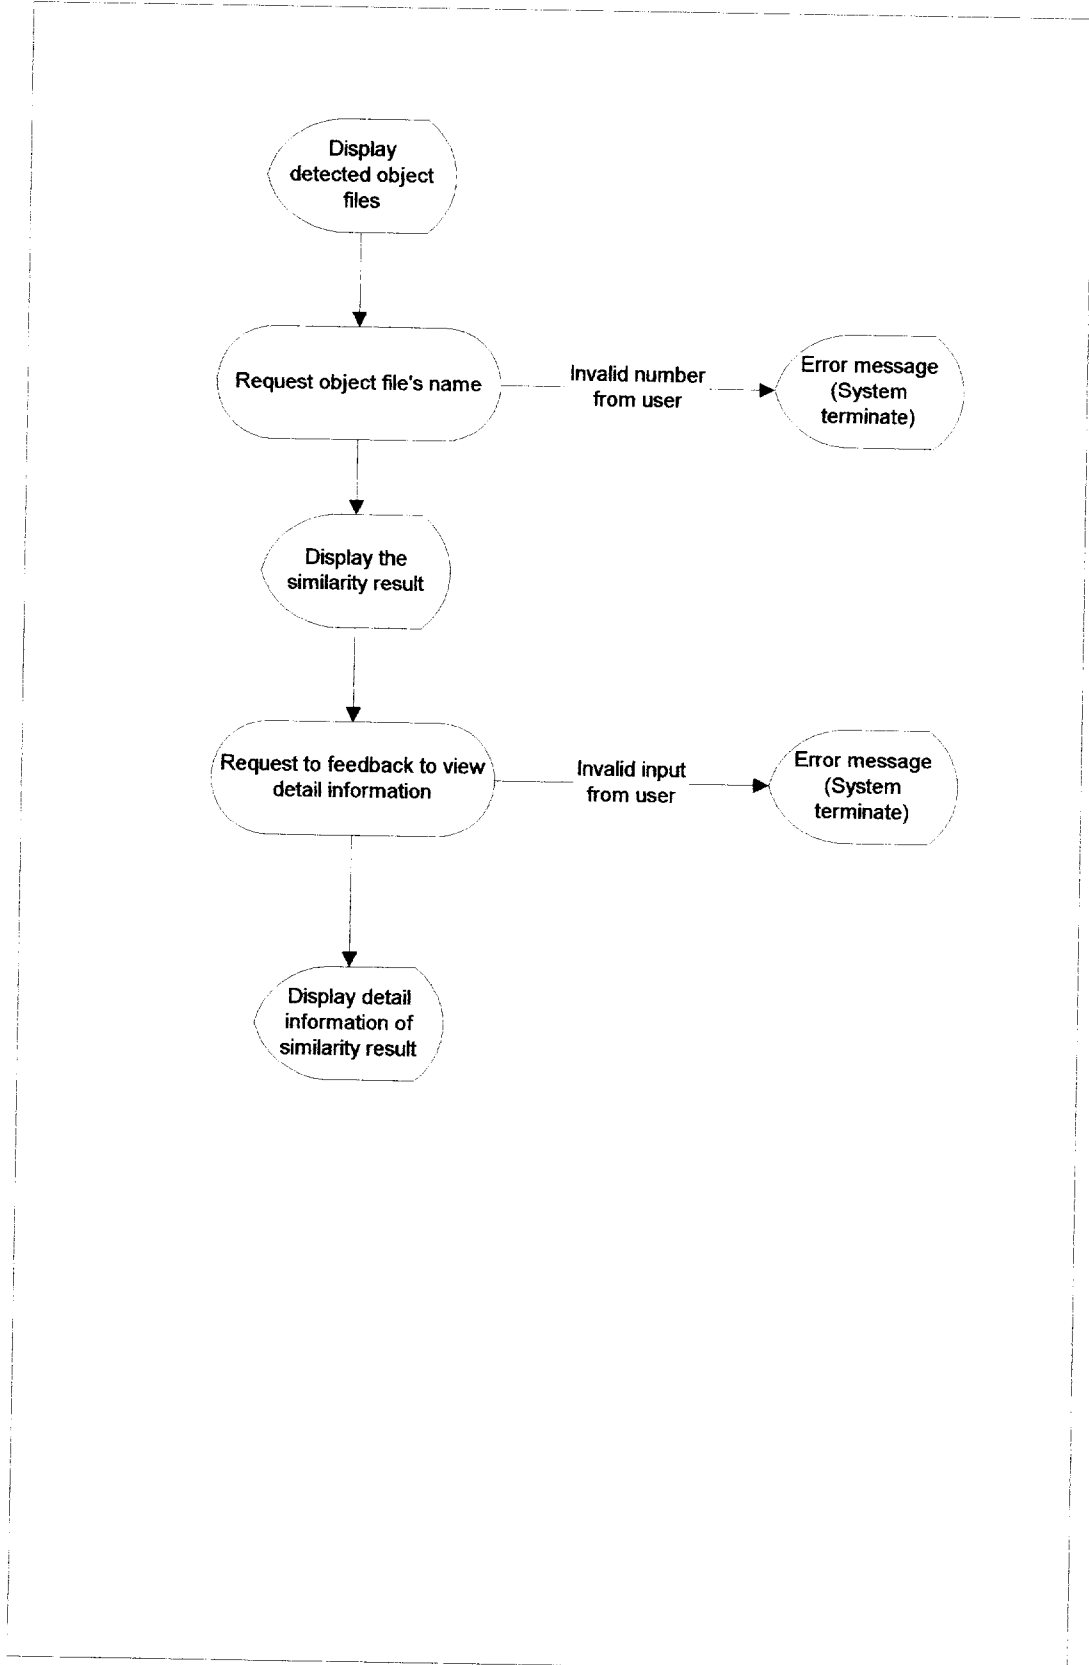 Display
detected object
files
Request object file's name
Invalid number
from user
Error message
(System
terminate)
Display the
similarity result
Request to feedback to view
detail information
Invalid input
from user
Error message
(System
terminate)
Display detail
information of
similarity result